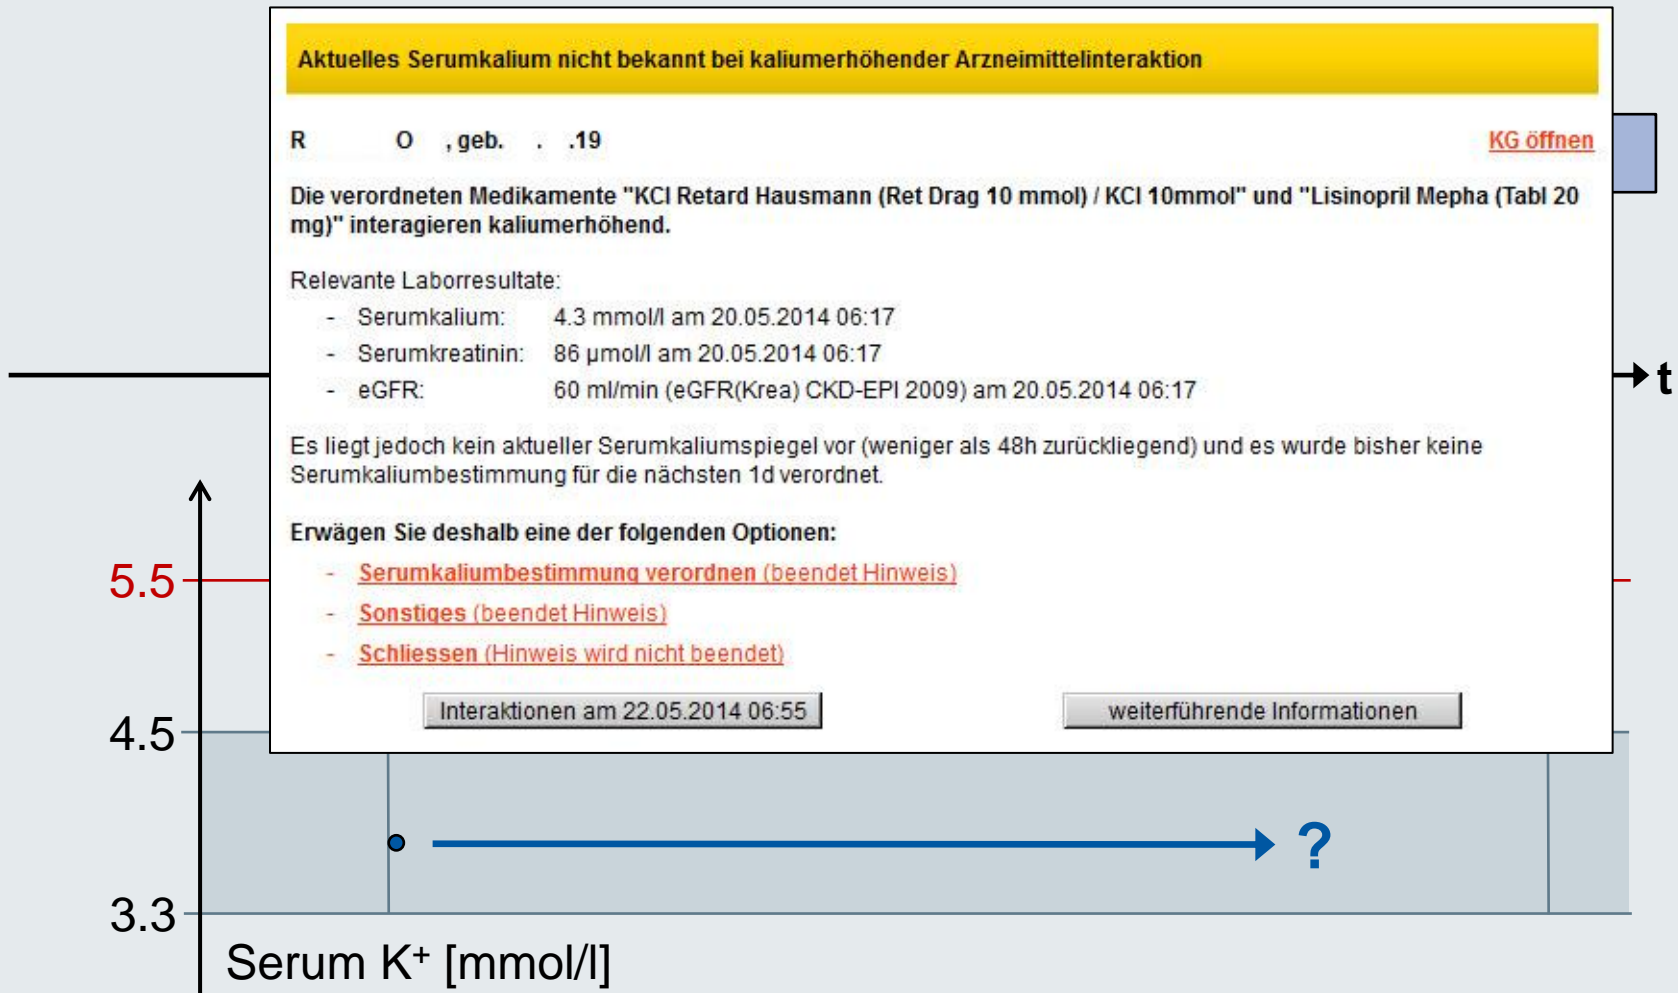 Aktuelles Serumkalium nicht bekannt bei kaliumerhöhender Arzneimittelinteraktion
R O , geb. . .19 KG öffnen
Die verordneten Medikamente "KCl Retard Hausmann (Ret Drag 10 mmol) / KCl 10mmol" und "Lisinopril Mepha (Tabl 20
mg)" interagieren kaliumerhöhend.
Relevante Laborresultate:
- Serumkalium: 4.3 mmol/l am 20.05.2014 06:17
- Serumkreatinin: 86 µmol/l am 20.05.2014 06:17
- eGFR: 60 ml/min (eGFR(Krea) CKD-EPI 2009) am 20.05.2014 06:17
Es liegt jedoch kein aktueller Serumkaliumspiegel vor (weniger als 48h zurückliegend) und es wurde bisher keine
Serumkaliumbestimmung für die nächsten 1d verordnet.
Erwägen Sie deshalb eine der folgenden Optionen:
- Serumkaliumbestimmung verordnen (beendet Hinweis)
- Sonstiges (beendet Hinweis)
- Schliessen (Hinweis wird nicht beendet)
Interaktionen am 22.05.2014 06:55 weiterführende Informationen
t
5.5
4.5
?
3.3
Serum K⁺ [mmol/l]